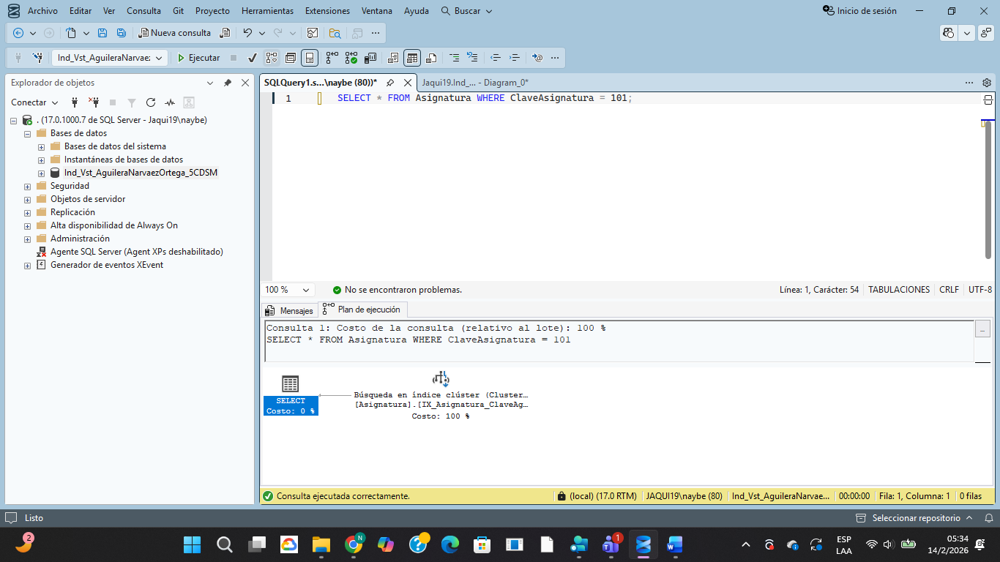 Archivo Editar Ver Consulta Git Proyecto Herramientas Extensiones Ventana Ayuda Buscar Inicio de sesión
Nueva consulta
Ind_Vst_AguileraNarvaez Ejecutar
Explorador de objetos
Conectar
. (17.0.1000.7 de SQL Server - Jaqui19\naybe)
Bases de datos
Bases de datos del sistema
Instantáneas de bases de datos
Ind_Vst_AguileraNarvaezOrtega_5CDSM
Seguridad
Objetos de servidor
Replicación
Alta disponibilidad de Always On
Administración
Agente SQL Server (Agent XPs deshabilitado)
Generador de eventos XEvent
SQLQuery1.s...\naybe (80))* Jaqui19.Ind_... - Diagram_0*
1 SELECT * FROM Asignatura WHERE ClaveAsignatura = 101;
100 % No se encontraron problemas. Línea: 1, Carácter: 54 TABULACIONES CRLF UTF-8
Mensajes Plan de ejecución
Consulta 1: Costo de la consulta (relativo al lote): 100 %
SELECT * FROM Asignatura WHERE ClaveAsignatura = 101
...
SELECT
Costo: 0 %
Búsqueda en índice clúster (Cluster…
[Asignatura].[IX_Asignatura_ClaveAg…
Costo: 100 %
Consulta ejecutada correctamente. (local) (17.0 RTM) JAQUI19\naybe (80) Ind_Vst_AguileraNarvae... 00:00:00 Fila: 1, Columna: 1 0 filas
Listo Seleccionar repositorio
2 N 1 ESP LAA 05:34 14/2/2026